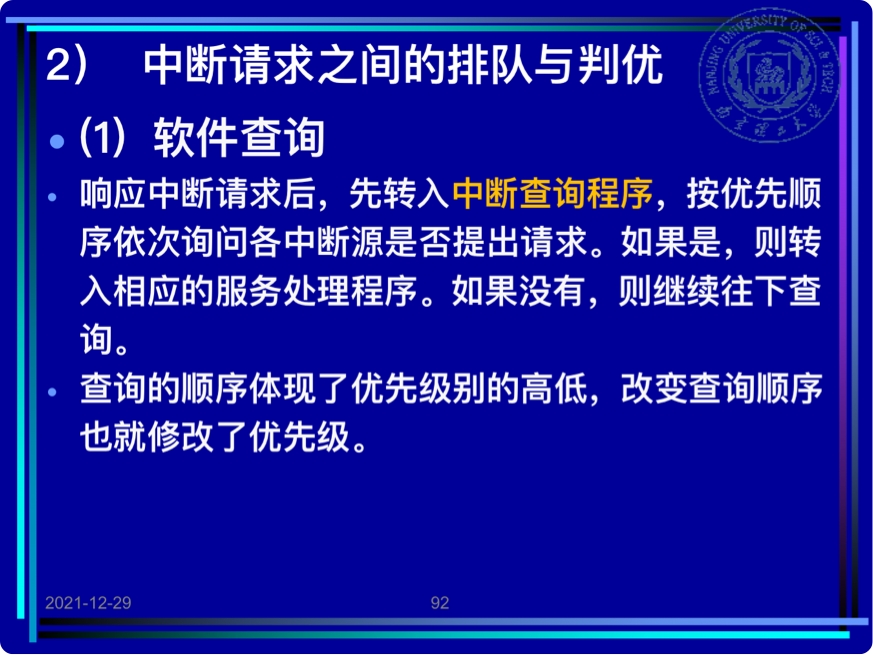 2） 中断请求之间的排队与判优
• (1) 软件查询
• 响应中断请求后，先转入中断查询程序，按优先顺
序依次询问各中断源是否提出请求。如果是，则转
入相应的服务处理程序。如果没有，则继续往下查
询。
• 查询的顺序体现了优先级别的高低，改变查询顺序
也就修改了优先级。
2021-12-29
92
NANJING UNIVERSITY OF SCI & TECH
南京理工大学